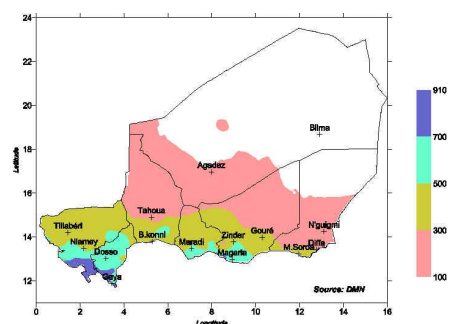 24
22
20
18
16
14
12
Latitude
Bilma
Agadez
Tahoua
Tillabéri
Niamey
Dosso
Gaya
B.konni
Maradi
Zinder
Magaria
Gouré
N'guigmi
Diffa
M.Soroa
Source: DMN
0 2 4 6 8 10 12 14 16
Longitude
910
700
500
300
100